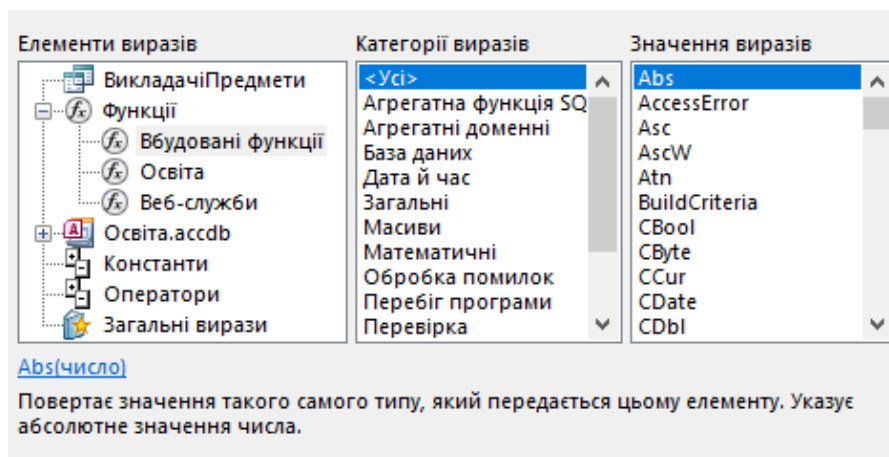 Елементи виразів
ВикладачіПредмети
Функції
Вбудовані функції
Освіта
Веб-служби
Освіта.accdb
Константи
Оператори
Загальні вирази
Категорії виразів
<Усі>
Агрегатна функція SQ
Агрегатні доменні
База даних
Дата й час
Загальні
Масиви
Математичні
Обробка помилок
Перебіг програми
Перевірка
Значення виразів
Abs
AccessError
Asc
AscW
Atn
BuildCriteria
CBool
CByte
CCur
CDate
CDbl
Abs(число)
Повертає значення такого самого типу, який передається цьому елементу. Указує
абсолютне значення числа.